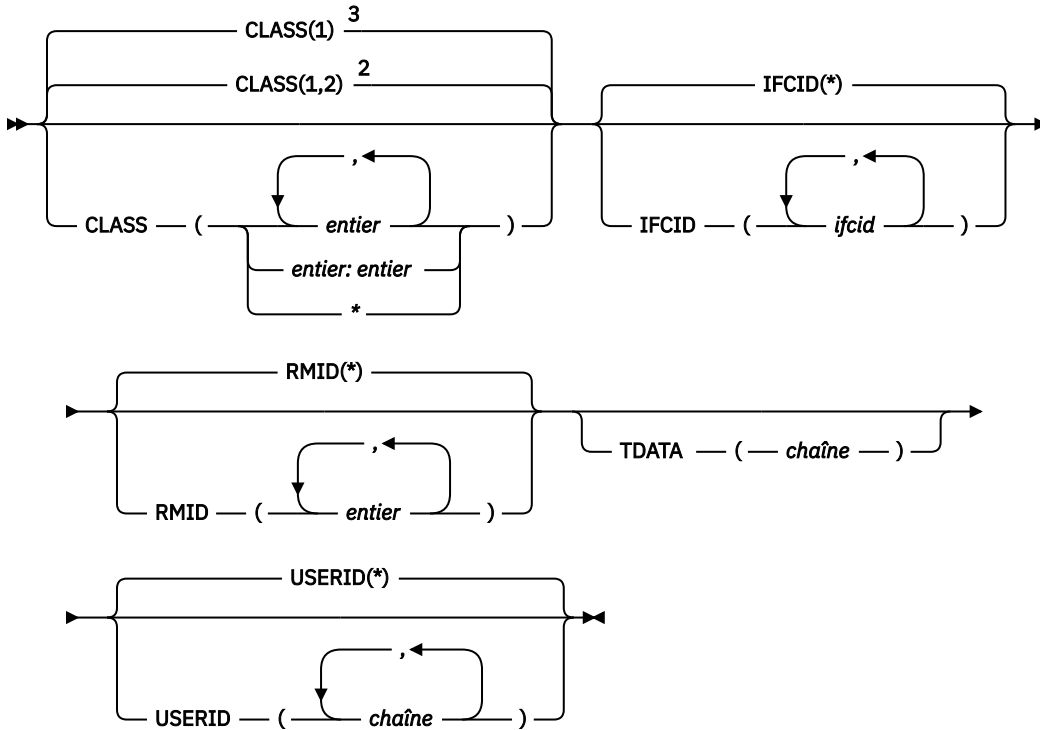 CLASS(1) 3
CLASS(1,2) 2 IFCID(*)
, ,
CLASS ( entier ) IFCID ( ifcid )
entier: entier
*
RMID(*)
, TDATA ( chaîne )
RMID ( entier )
USERID(*)
,
USERID ( chaîne )